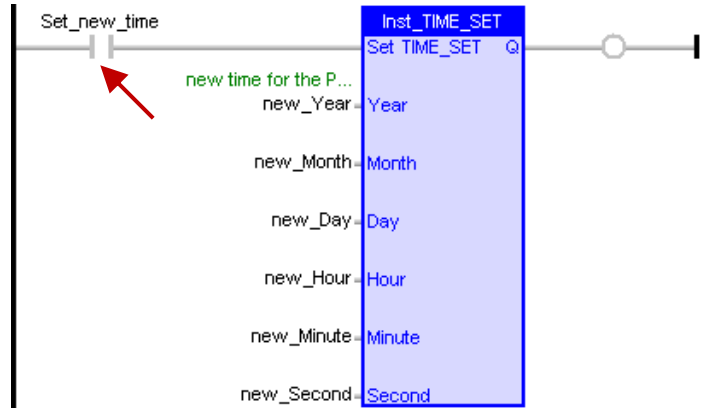 Set_new_time
Inst_TIME_SET
Set TIME_SET Q
new time for the P...
new_Year Year
new_Month Month
new_Day Day
new_Hour Hour
new_Minute Minute
new_Second Second